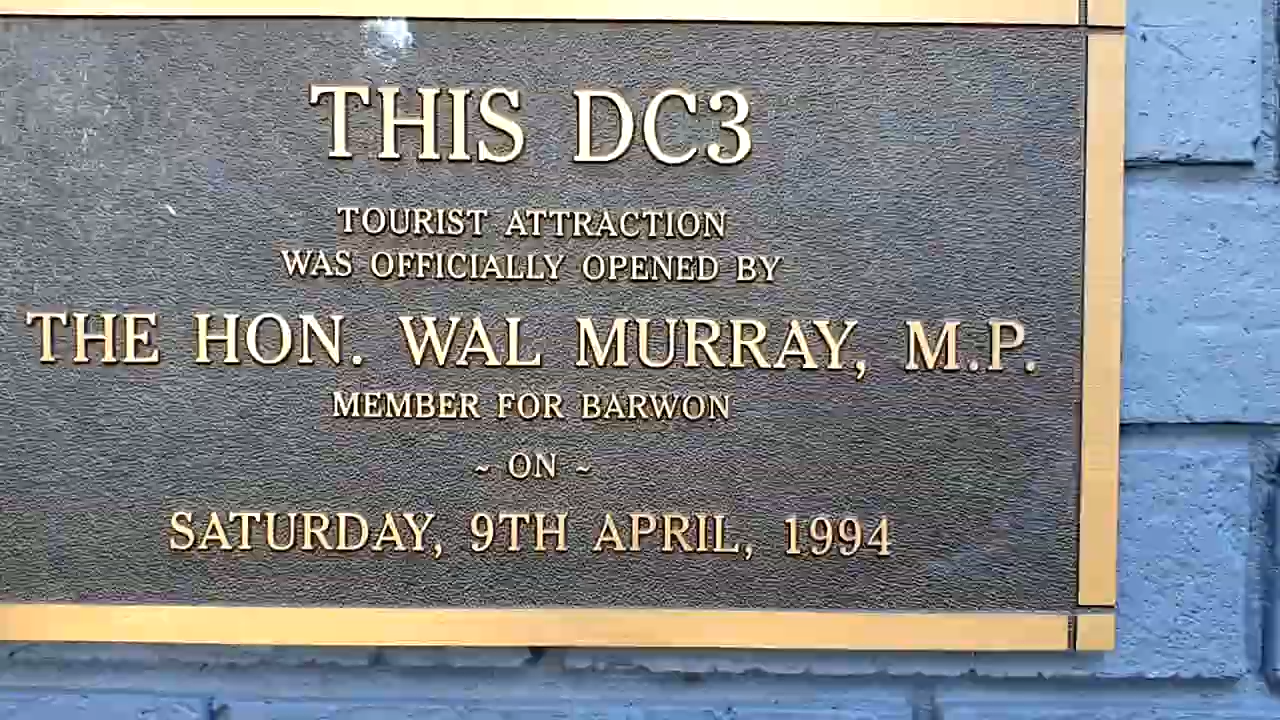 THIS DC3
TOURIST ATTRACTION
WAS OFFICIALLY OPENED BY
THE HON. WAL MURRAY, M.P.
MEMBER FOR BARWON
~ ON ~
SATURDAY, 9TH APRIL, 1994